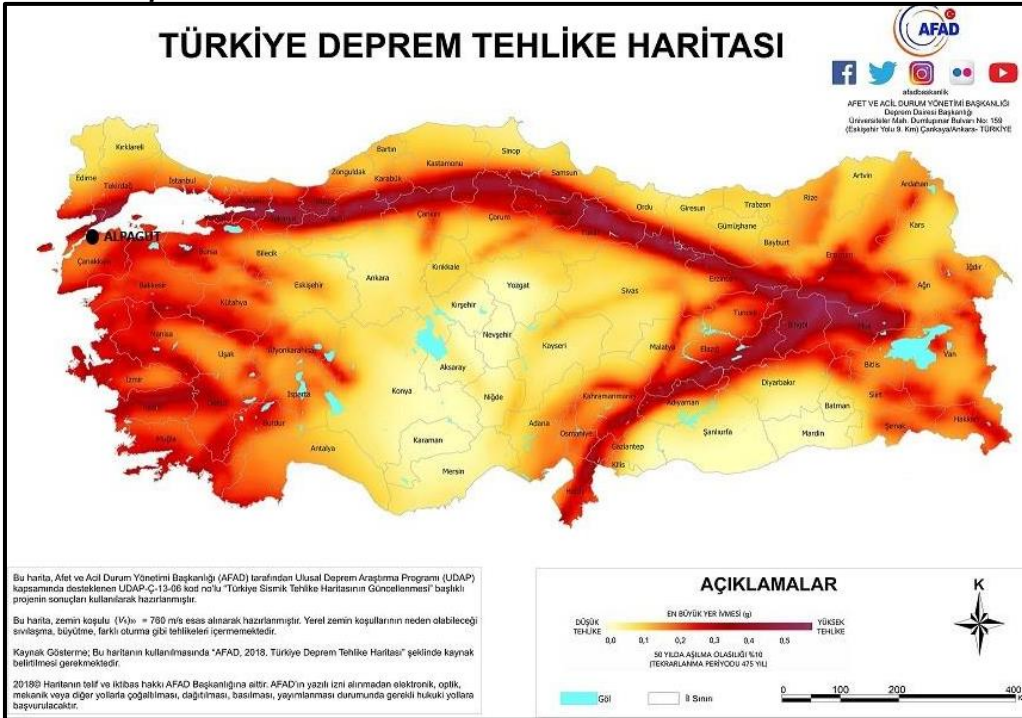 TÜRKİYE DEPREM TEHLİKE HARİTASI
AFAD
afadbaskanlik
AFET VE ACİL DURUM YÖNETİMİ BAŞKANLIĞI
Deprem Dairesi Başkanlığı
Üniversiteler Mah. Dumlupınar Bulvarı No: 159
(Eskişehir Yolu 9. Km) Çankaya/Ankara- TÜRKİYE
Kırklareli
Edirne
Tekirdağ
İstanbul
Zonguldak
Bartın
Karabük
Kastamonu
Sinop
Samsun
Ordu
Giresun
Trabzon
Rize
Artvin
Ardahan
Kars
Gümüşhane
Bayburt
Iğdır
Ağrı
ALPAGUT
Çanakkale
Balıkesir
Bursa
Bilecik
Eskişehir
Kütahya
Ankara
Çankırı
Çorum
Kırıkkale
Yozgat
Kırşehir
Sivas
Tunceli
Bingöl
Muş
Manisa
Uşak
Afyonkarahisar
Nevşehir
Kayseri
Malatya
Elazığ
Bitlis
Van
İzmir
Aksaray
Konya
Niğde
Isparta
Burdur
Muğla
Antalya
Karaman
Mersin
Adana
Osmaniye
Kahramanmaraş
Adıyaman
Gaziantep
Kilis
Hatay
Şanlıurfa
Diyarbakır
Batman
Mardin
Siirt
Şırnak
Hakkari
Bu harita, Afet ve Acil Durum Yönetimi Başkanlığı (AFAD) tarafından Ulusal Deprem Araştırma Programı (UDAP)
kapsamında desteklenen UDAP-Ç-13-06 kod no'lu "Türkiye Sismik Tehlike Haritasının Güncellenmesi" başlıklı
projenin sonuçları kullanılarak hazırlanmıştır.
Bu harita, zemin koşulu (Vs)30 = 760 m/s esas alınarak hazırlanmıştır. Yerel zemin koşullarının neden olabileceği
sıvılaşma, büyütme, farklı oturma gibi tehlikeleri içermemektedir.
Kaynak Gösterme; Bu haritanın kullanılmasında "AFAD, 2018, Türkiye Deprem Tehlike Haritası" şeklinde kaynak
belirtilmesi gerekmektedir.
2018© Haritanın telif ve iktibas hakkı AFAD Başkanlığına aittir. AFAD'ın yazılı izni alınmadan elektronik, optik,
mekanik veya diğer yollarla çoğaltılması, dağıtılması, basılması, yayımlanması durumunda gerekli hukuki yollara
başvurulacaktır.
AÇIKLAMALAR
EN BÜYÜK YER İVMESİ (g)
DÜŞÜK TEHLİKE
YÜKSEK TEHLİKE
0,0 0,1 0,2 0,3 0,4 0,5
50 YILDA AŞILMA OLASILIĞI %10
(TEKRARLANMA PERİYODU 475 YIL)
Göl
İl Sınırı
K
0 100 200 400